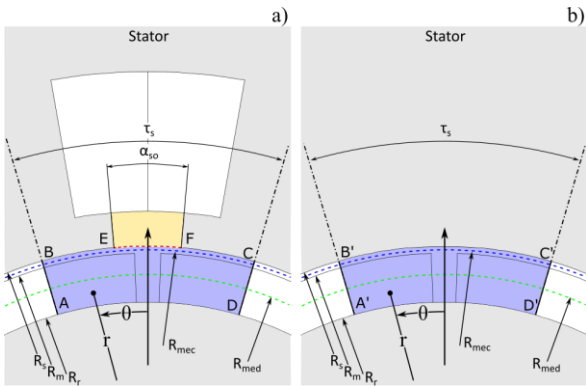 a)
Stator
τs
αso
E
F
B
C
A
D
θ
r
Rs
Rm
Rr
Rmec
Rmed
b)
Stator
τs
B'
C'
A'
D'
θ
r
Rs
Rm
Rr
Rmec
Rmed